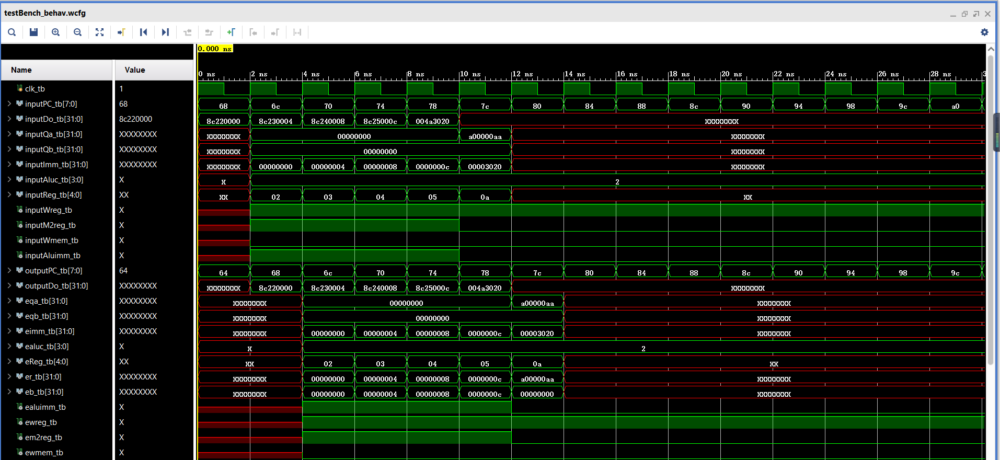 testBench_behav.wcfg
0.000 ns
Name Value
0 ns 2 ns 4 ns 6 ns 8 ns 10 ns 12 ns 14 ns 16 ns 18 ns 20 ns 22 ns 24 ns 26 ns 28 ns
clk_tb 1
inputPC_tb[7:0] 68 68 6c 70 74 78 7c 80 84 88 8c 90 94 98 9c a0
inputDo_tb[31:0] 8c220000 8c220000 8c230004 8c240008 8c25000c 004a3020 XXXXXXXX
inputQa_tb[31:0] XXXXXXXX XXXXXXXX 00000000 a00000aa XXXXXXXX
inputQb_tb[31:0] XXXXXXXX XXXXXXXX 00000000 XXXXXXXX
inputImm_tb[31:0] XXXXXXXX XXXXXXXX 00000000 00000004 00000008 0000000c 00003020 XXXXXXXX
inputAluc_tb[3:0] X X 2
inputReg_tb[4:0] XX XX 02 03 04 05 0a XX
inputWreg_tb X
inputM2reg_tb X
inputWmem_tb X
inputAluimm_tb X
outputPC_tb[7:0] 64 64 68 6c 70 74 78 7c 80 84 88 8c 90 94 98 9c
outputDo_tb[31:0] XXXXXXXX XXXXXXXX 8c220000 8c230004 8c240008 8c25000c 004a3020 XXXXXXXX
eqa_tb[31:0] XXXXXXXX XXXXXXXX 00000000 a00000aa XXXXXXXX
eqb_tb[31:0] XXXXXXXX XXXXXXXX 00000000 XXXXXXXX
eimm_tb[31:0] XXXXXXXX XXXXXXXX 00000000 00000004 00000008 0000000c 00003020 XXXXXXXX
ealuc_tb[3:0] X X 2
eReg_tb[4:0] XX XX 02 03 04 05 0a XX
er_tb[31:0] XXXXXXXX XXXXXXXX 00000000 00000004 00000008 0000000c a00000aa XXXXXXXX
eb_tb[31:0] XXXXXXXX XXXXXXXX 00000000 00000004 00000008 0000000c 00000000 XXXXXXXX
ealuimm_tb X
ewreg_tb X
em2reg_tb X
ewmem_tb X